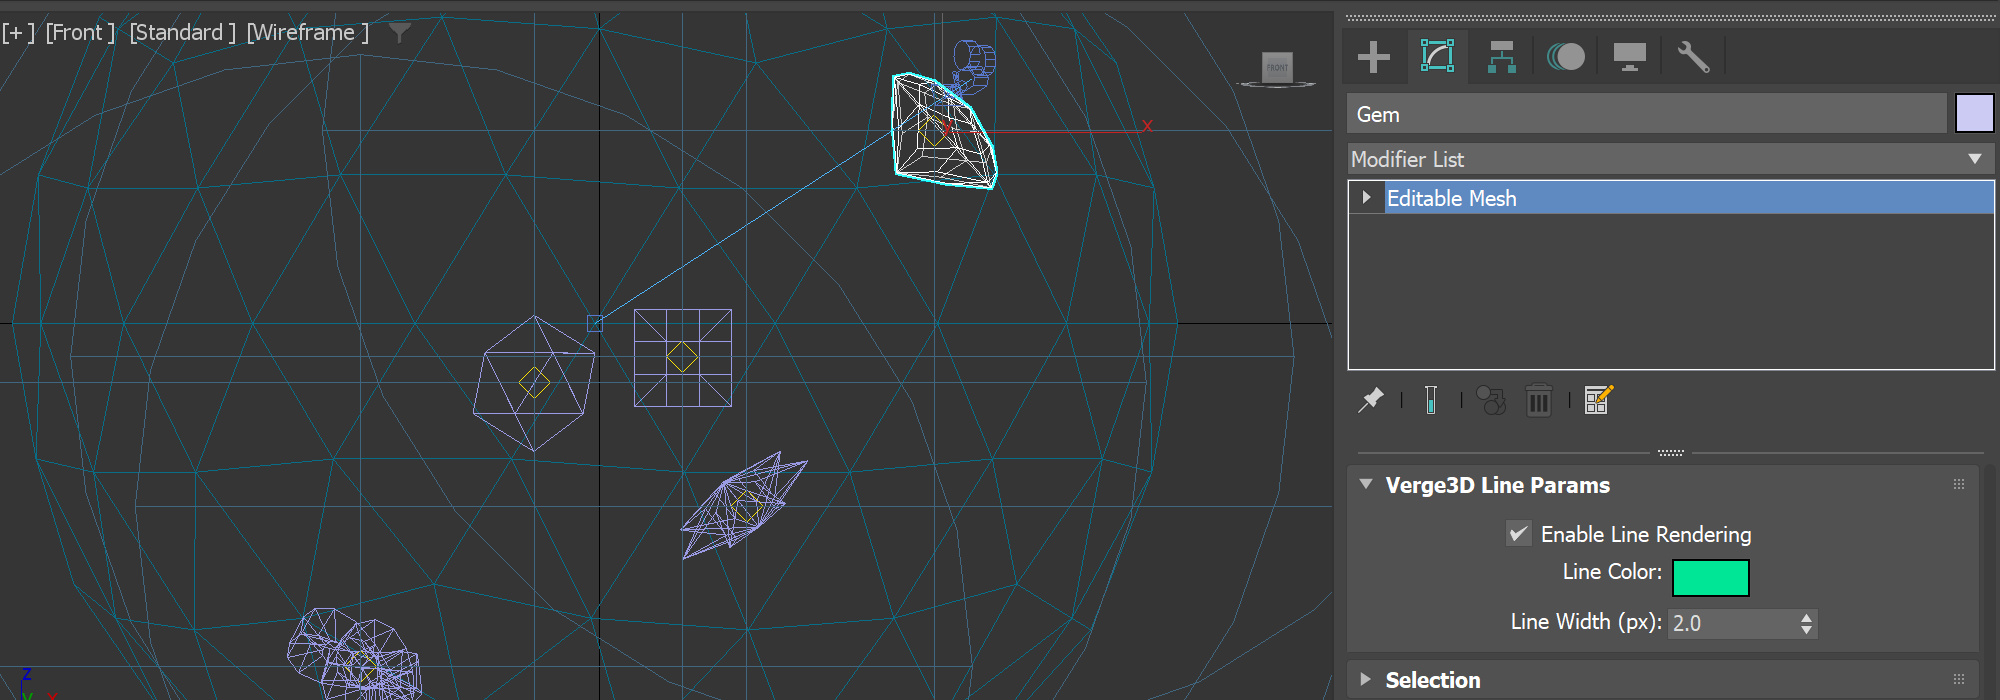 [+ ] [Front ] [Standard ] [Wireframe ]
FRONT
y
x
z
y x
Gem
Modifier List
Editable Mesh
Verge3D Line Params
Enable Line Rendering
Line Color:
Line Width (px): 2.0
Selection